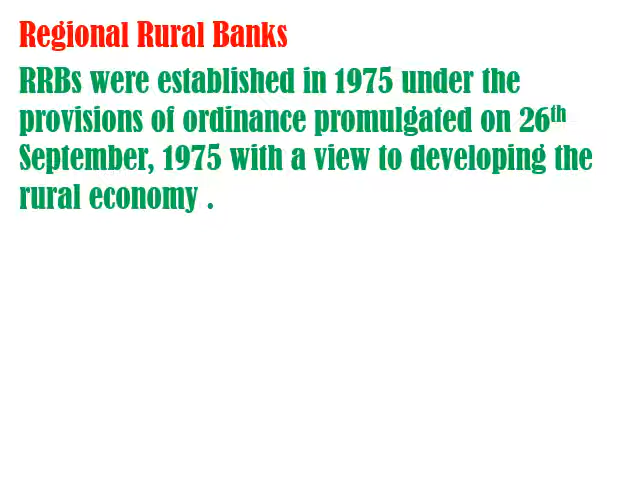 Regional Rural Banks
RRBs were established in 1975 under the
provisions of ordinance promulgated on 26th
September, 1975 with a view to developing the
rural economy .